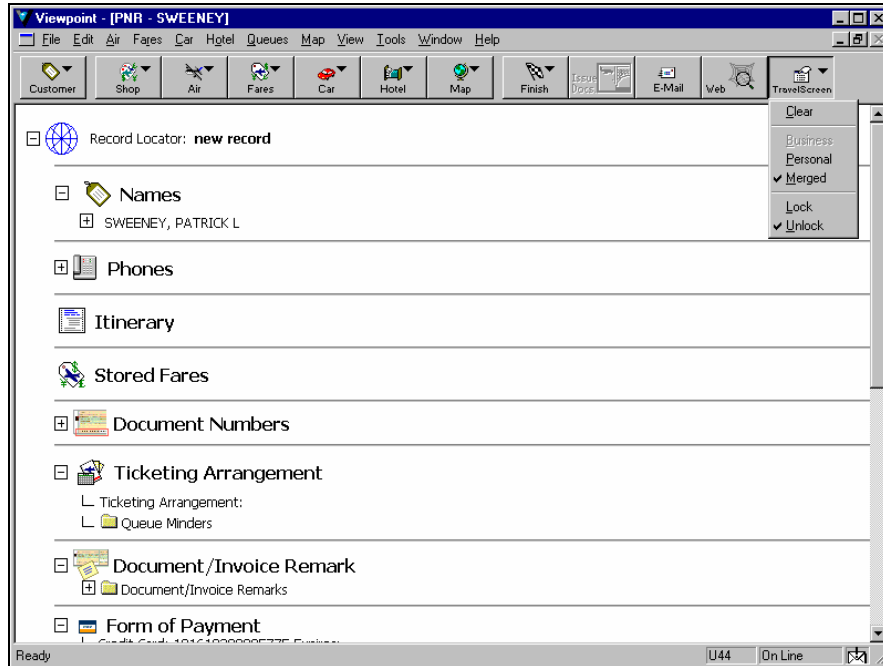 Viewpoint - [PNR - SWEENEY]
File Edit Air Fares Car Hotel Queues Map View Tools Window Help
Customer Shop Air Fares Car Hotel Map Finish Issue Docs E-Mail Web TravelScreen
Clear
Business
Personal
Merged
Lock
Unlock
Record Locator: new record
Names
SWEENEY, PATRICK L
Phones
Itinerary
Stored Fares
Document Numbers
Ticketing Arrangement
Ticketing Arrangement:
Queue Minders
Document/Invoice Remark
Document/Invoice Remarks
Form of Payment
Credit Card: Expires:
Ready U44 On Line